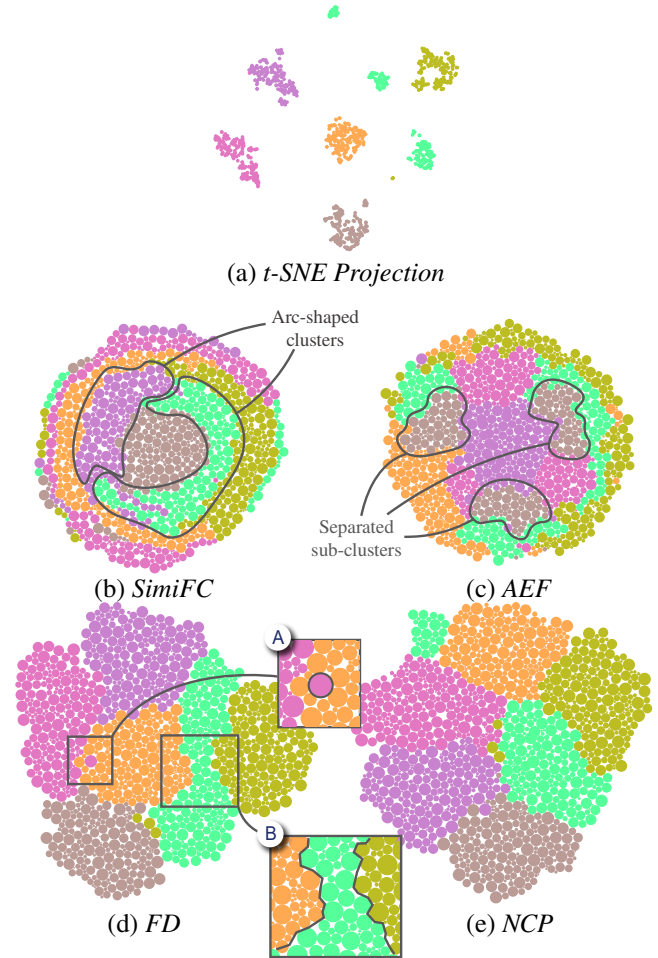 (a) t-SNE Projection
Arc-shaped
clusters
Separated
sub-clusters
(b) SimiFC
(c) AEF
A
B
(d) FD
(e) NCP